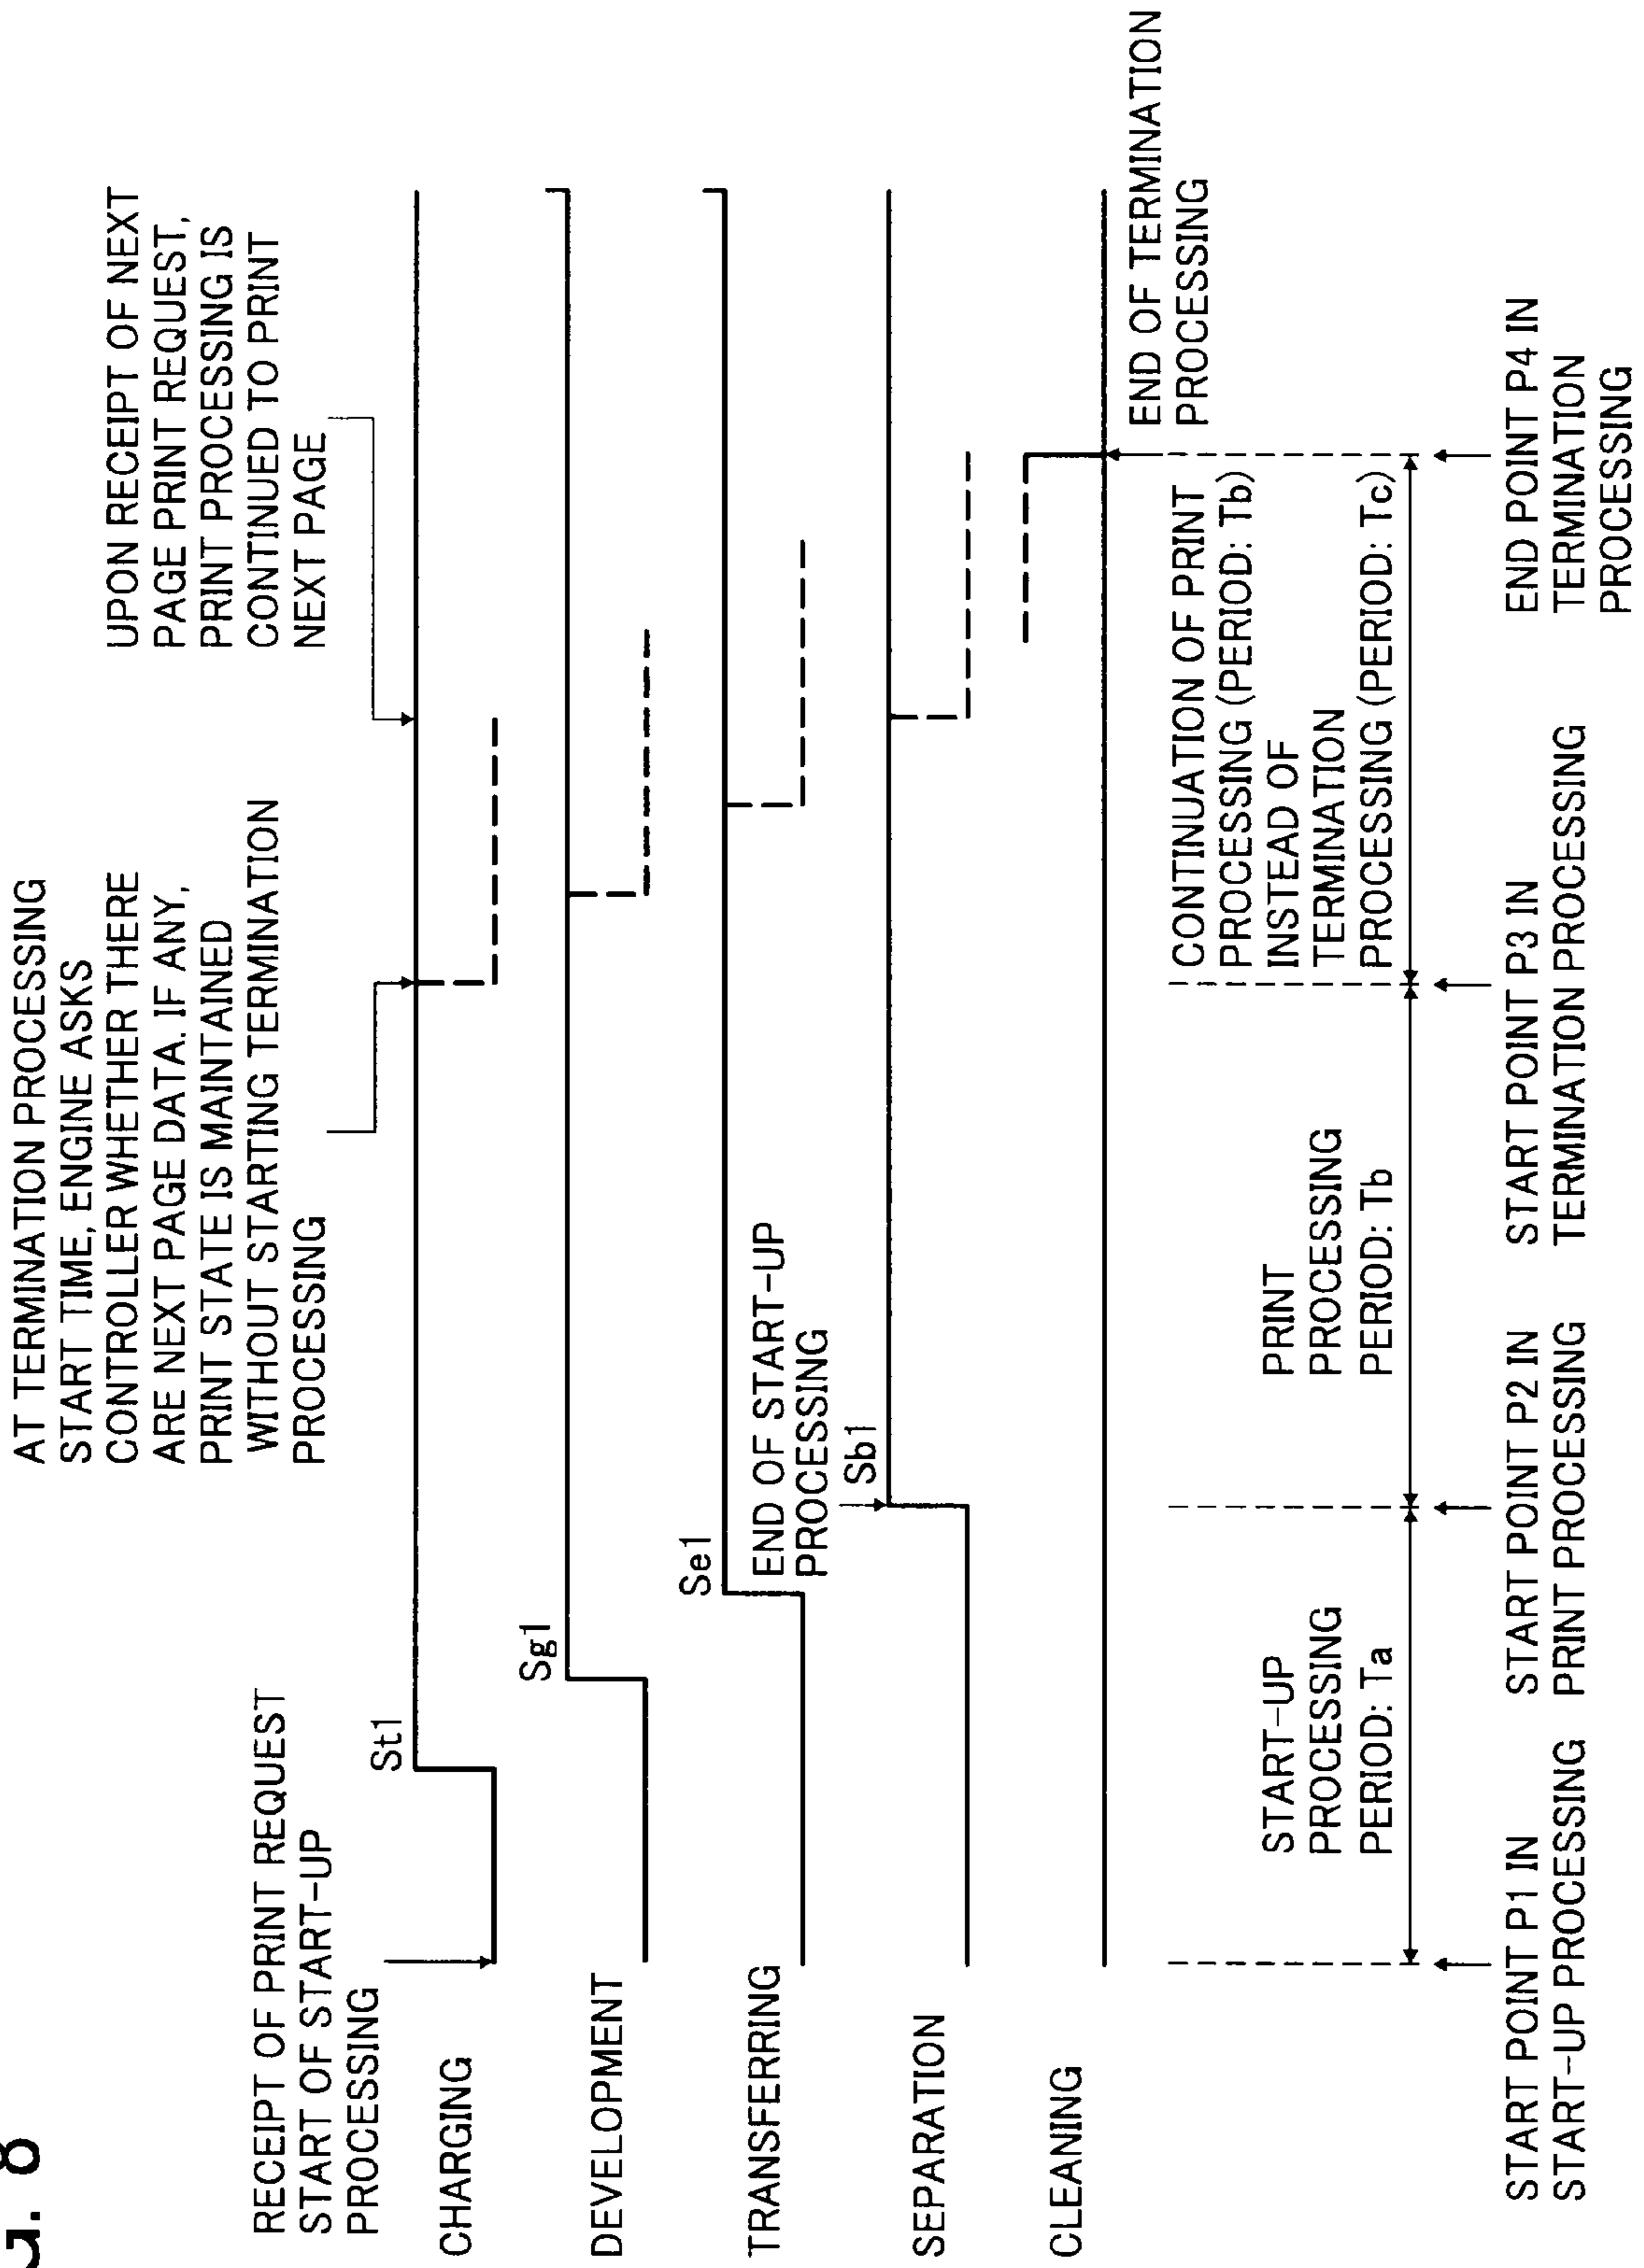 G. 8
AT TERMINATION PROCESSING
START TIME, ENGINE ASKS
CONTROLLER WHETHER THERE
ARE NEXT PAGE DATA. IF ANY,
PRINT STATE IS MAINTAINED
WITHOUT STARTING TERMINATION
PROCESSING
UPON RECEIPT OF NEXT
PAGE PRINT REQUEST,
PRINT PROCESSING IS
CONTINUED TO PRINT
NEXT PAGE
RECEIPT OF PRINT REQUEST
START OF START-UP
PROCESSING
CHARGING
St1
DEVELOPMENT
Sg1
TRANSFERRING
Se1
END OF START-UP
PROCESSING
SEPARATION
Sb1
CLEANING
END OF TERMINATION
PROCESSING
START-UP
PROCESSING
PERIOD: Ta
PRINT
PROCESSING
PERIOD: Tb
CONTINUATION OF PRINT
PROCESSING (PERIOD: Tb)
INSTEAD OF
TERMINATION
PROCESSING (PERIOD: Tc)
START POINT P1 IN
START-UP PROCESSING
START POINT P2 IN
PRINT PROCESSING
START POINT P3 IN
TERMINATION PROCESSING
END POINT P4 IN
TERMINATION
PROCESSING